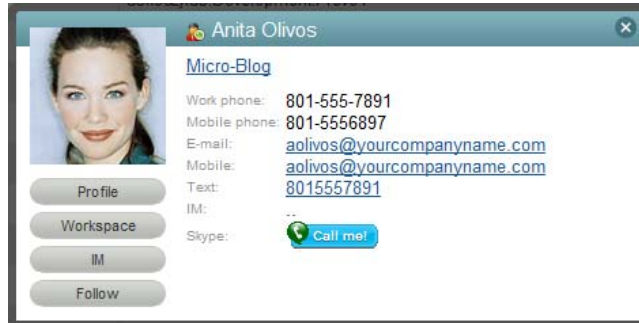 Anita Olivos
Micro-Blog
Work phone: 801-555-7891
Mobile phone: 801-5556897
E-mail: aolivos@yourcompanyname.com
Mobile: aolivos@yourcompanyname.com
Text: 8015557891
IM: --
Skype: Call me!
Profile
Workspace
IM
Follow